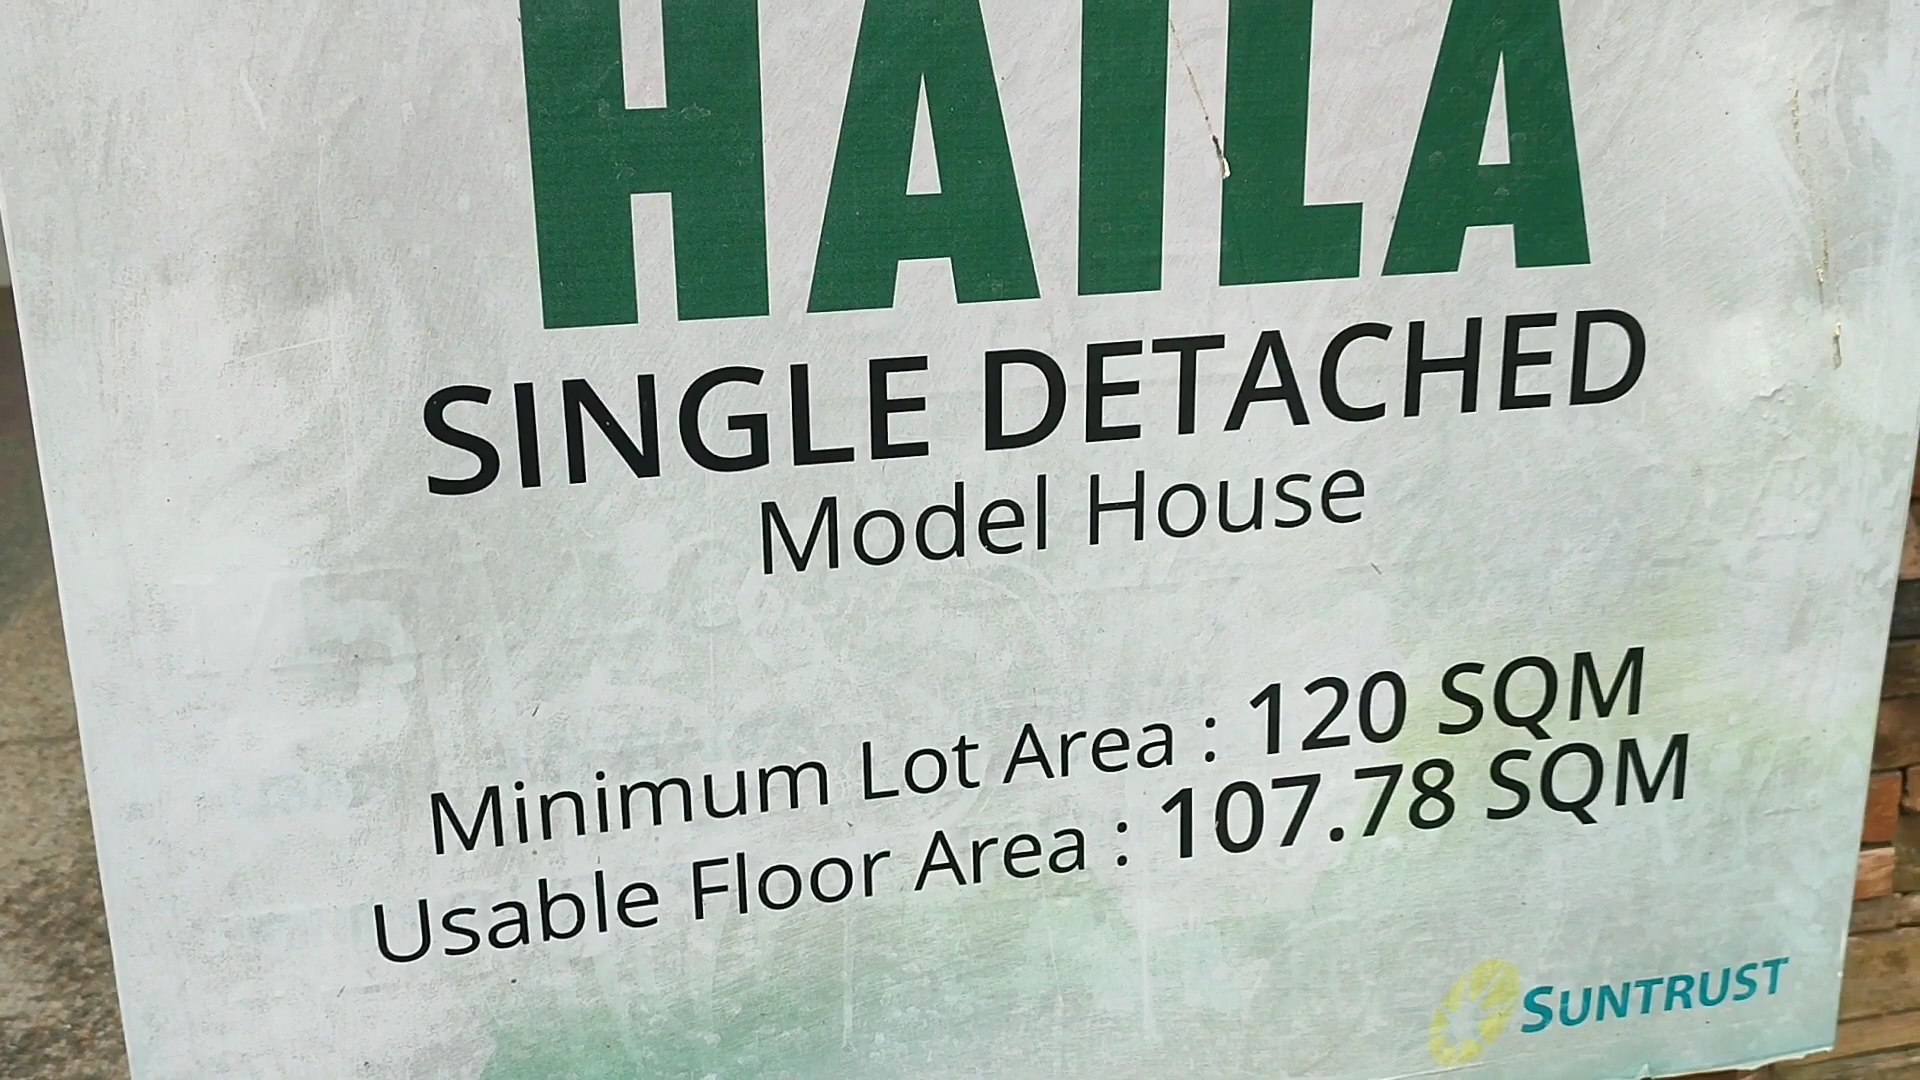 HAILA
SINGLE DETACHED
Model House
Minimum Lot Area : 120 SQM
Usable Floor Area : 107.78 SQM
SUNTRUST